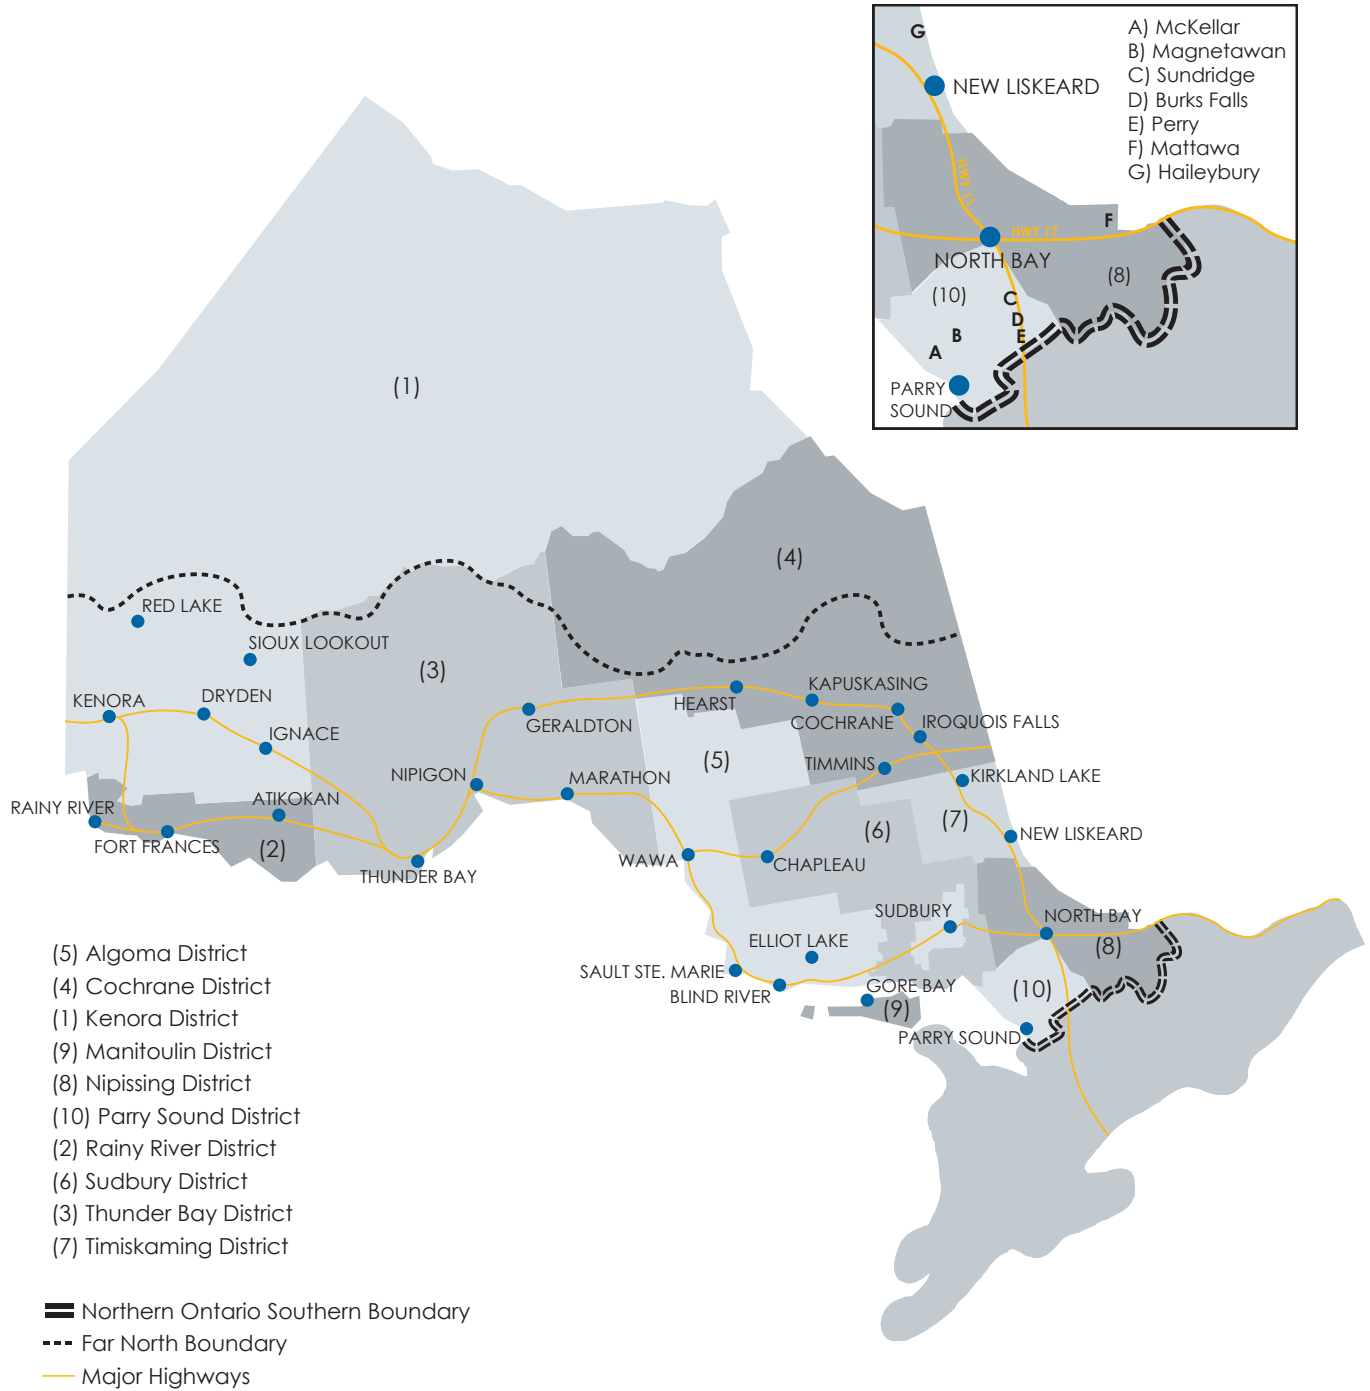 G
NEW LISKEARD
HWY 11
HWY 17
F
NORTH BAY
(8)
(10)
C
D
B
E
A
PARRY
SOUND
A) McKellar
B) Magnetawan
C) Sundridge
D) Burks Falls
E) Perry
F) Mattawa
G) Haileybury
(1)
(4)
RED LAKE
SIOUX LOOKOUT
(3)
KENORA
DRYDEN
IGNACE
GERALDTON
HEARST
KAPUSKASING
COCHRANE
IROQUOIS FALLS
NIPIGON
MARATHON
(5)
TIMMINS
KIRKLAND LAKE
RAINY RIVER
ATIKOKAN
FORT FRANCES
(2)
THUNDER BAY
WAWA
CHAPLEAU
(6)
(7)
NEW LISKEARD
SUDBURY
NORTH BAY
(8)
ELLIOT LAKE
SAULT STE. MARIE
BLIND RIVER
GORE BAY
(9)
(10)
PARRY SOUND
(5) Algoma District
(4) Cochrane District
(1) Kenora District
(9) Manitoulin District
(8) Nipissing District
(10) Parry Sound District
(2) Rainy River District
(6) Sudbury District
(3) Thunder Bay District
(7) Timiskaming District
Northern Ontario Southern Boundary
Far North Boundary
Major Highways